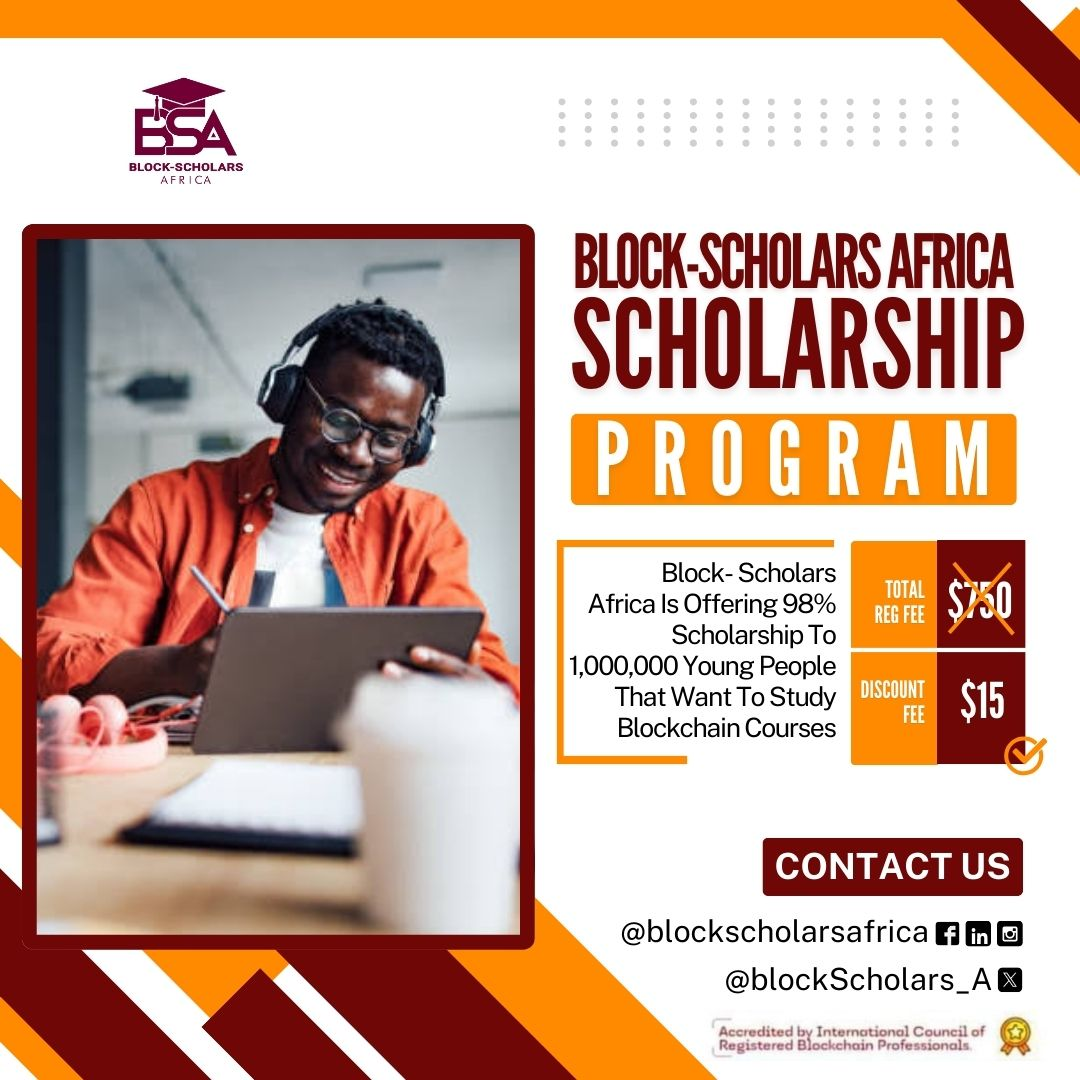 BSA
BLOCK-SCHOLARS
AFRICA
BLOCK-SCHOLARS AFRICA
SCHOLARSHIP
PROGRAM
Block- Scholars
Africa Is Offering 98%
Scholarship To
1,000,000 Young People
That Want To Study
Blockchain Courses
TOTAL
REG FEE
$750
DISCOUNT
FEE
$15
CONTACT US
@blockscholarsafrica
@blockScholars_A
Accredited by International Council of
Registered Blockchain Professionals.